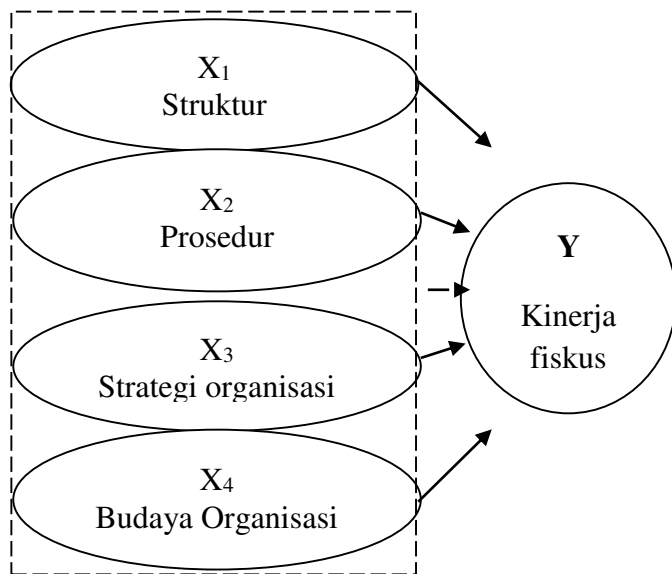 X₁
Struktur
X₂
Prosedur
X₃
Strategi organisasi
X₄
Budaya Organisasi
Y
Kinerja
fiskus